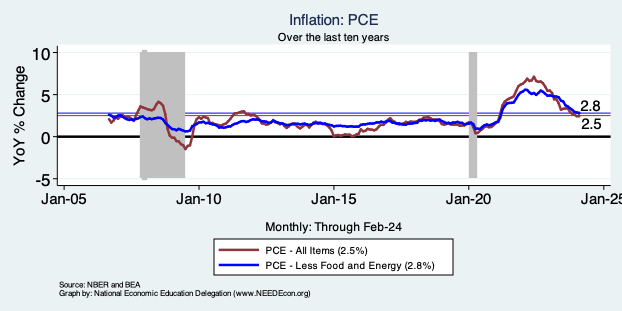 Inflation: PCE
Over the last ten years
YoY % Change
10
5
0
-5
2.8
2.5
Jan-05
Jan-10
Jan-15
Jan-20
Jan-25
Monthly: Through Feb-24
PCE - All Items (2.5%)
PCE - Less Food and Energy (2.8%)
Source: NBER and BEA
Graph by: National Economic Education Delegation (www.NEEDEcon.org)